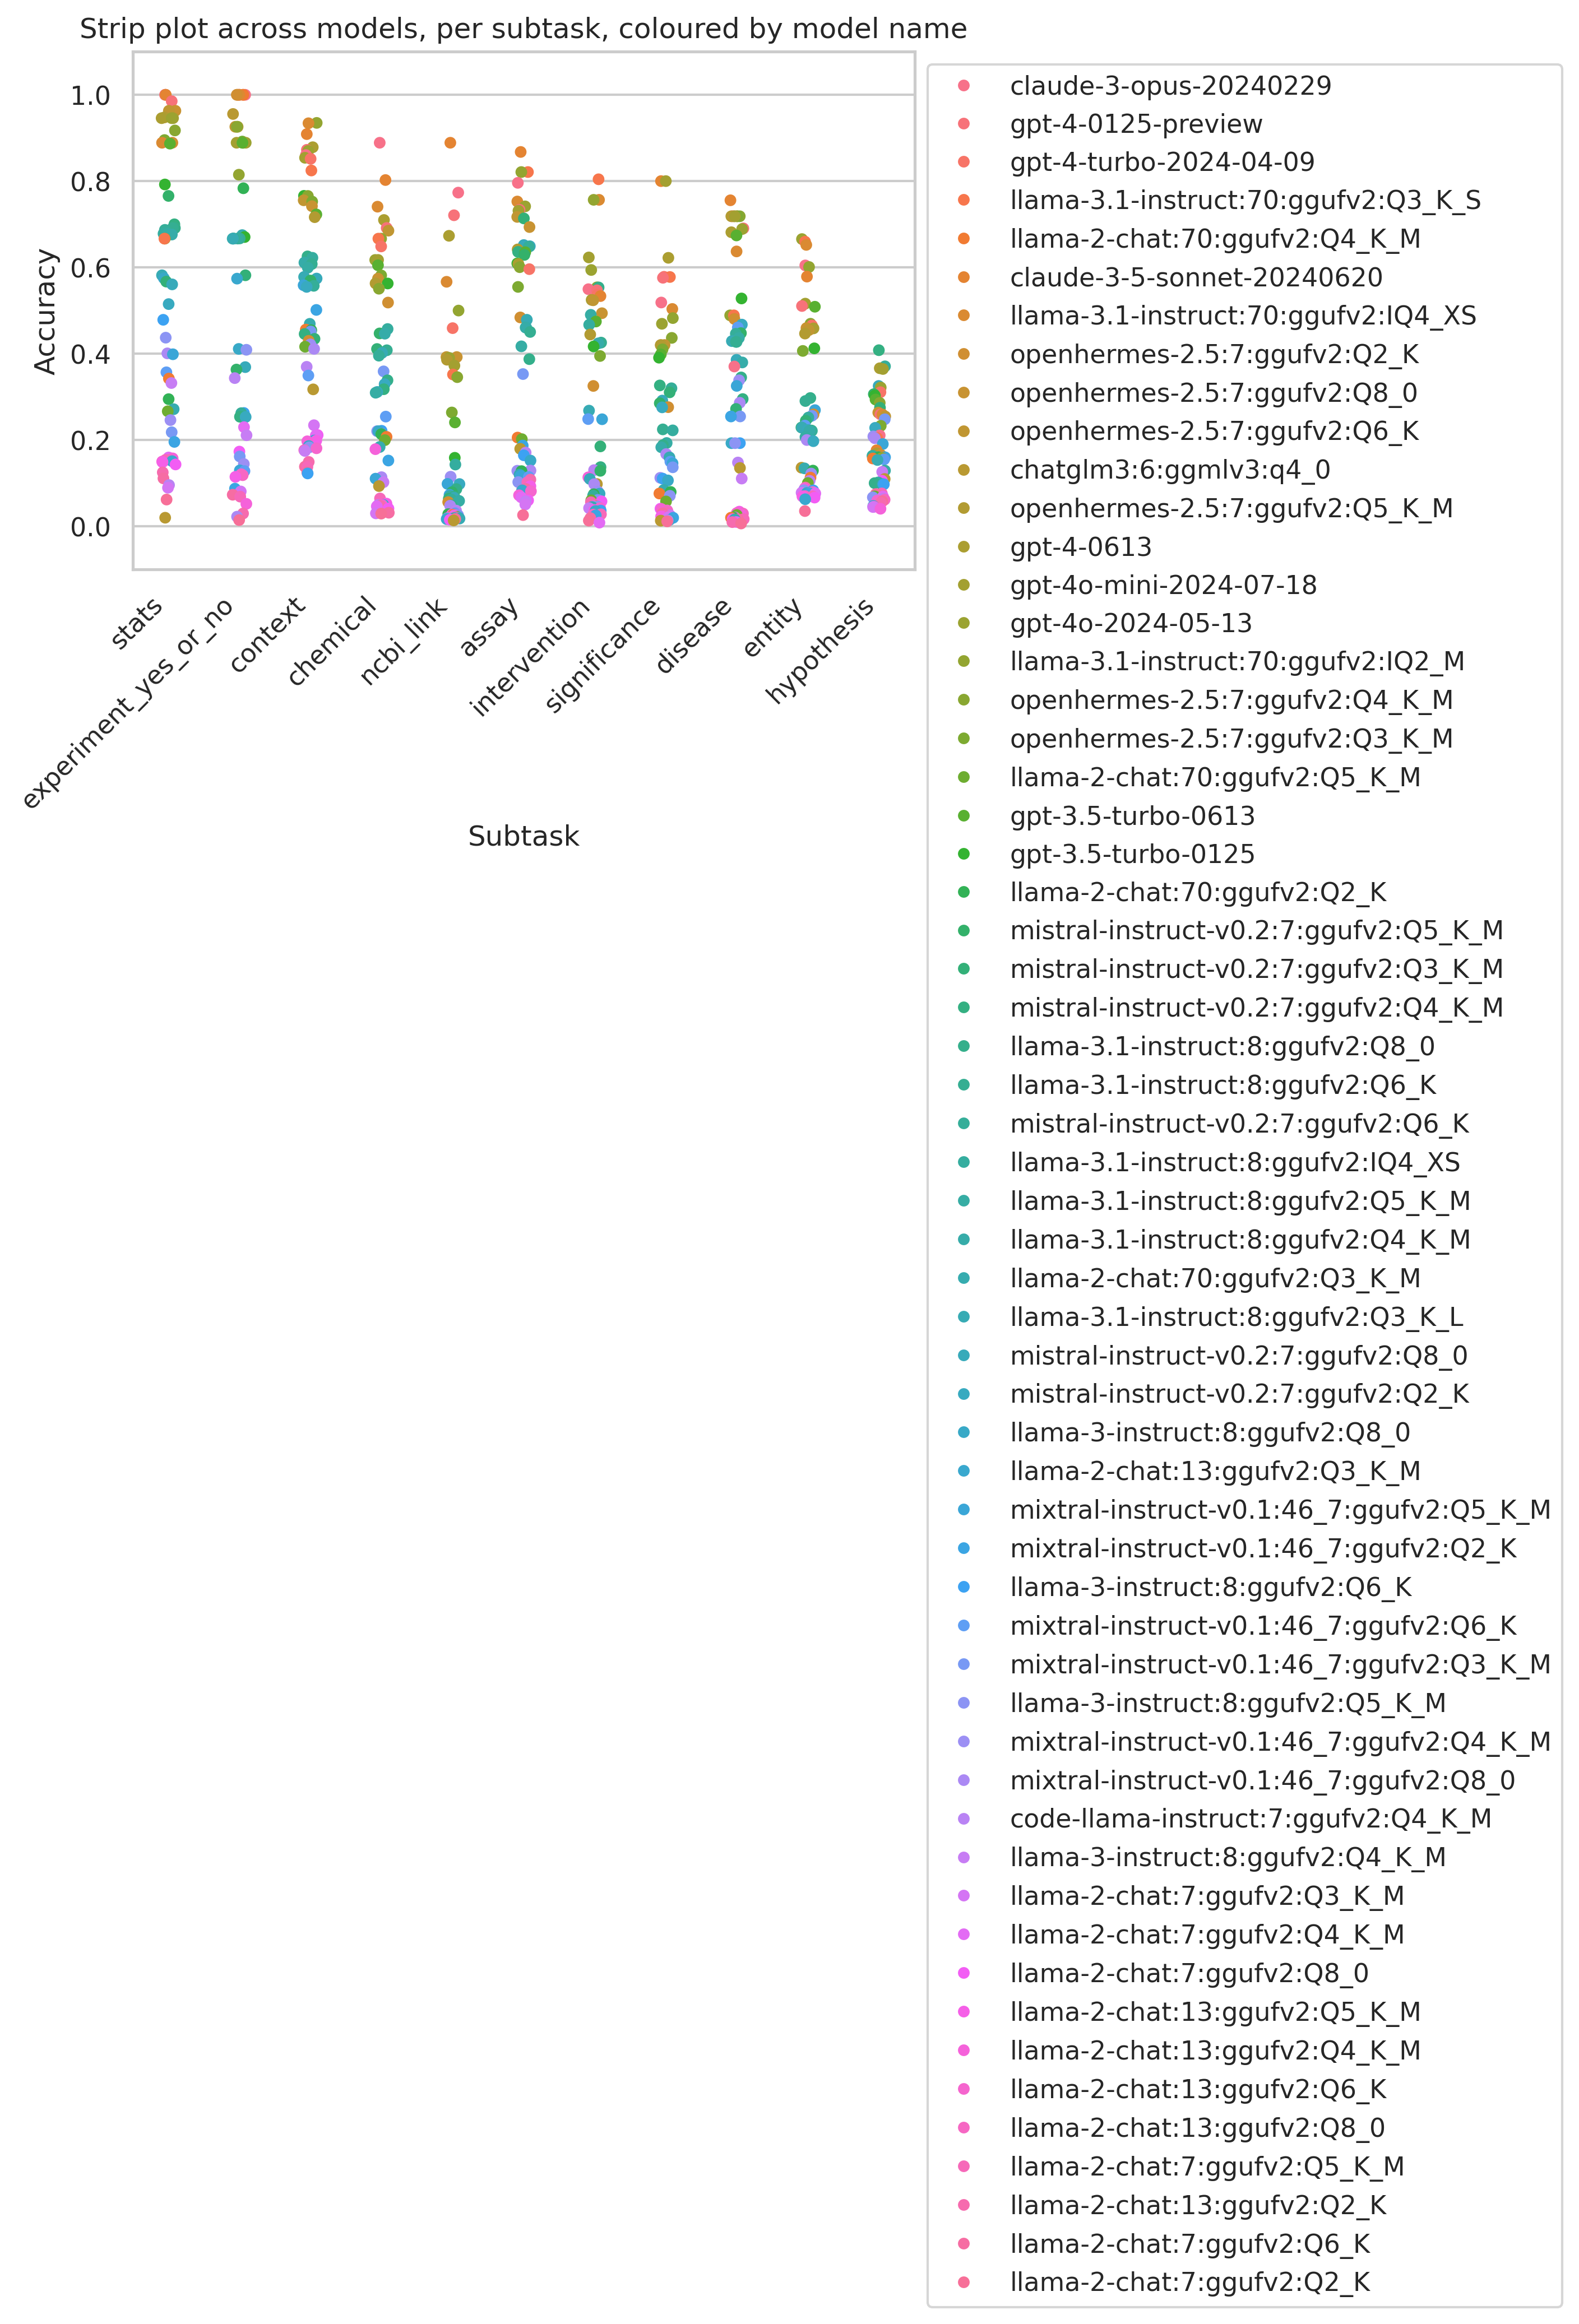 Strip plot across models, per subtask, coloured by model name
Accuracy
1.0
0.8
0.6
0.4
0.2
0.0
stats
experiment_yes_or_no
context
chemical
ncbi_link
assay
intervention
significance
disease
entity
hypothesis
Subtask
claude-3-opus-20240229
gpt-4-0125-preview
gpt-4-turbo-2024-04-09
llama-3.1-instruct:70:ggufv2:Q3_K_S
llama-2-chat:70:ggufv2:Q4_K_M
claude-3-5-sonnet-20240620
llama-3.1-instruct:70:ggufv2:IQ4_XS
openhermes-2.5:7:ggufv2:Q2_K
openhermes-2.5:7:ggufv2:Q8_0
openhermes-2.5:7:ggufv2:Q6_K
chatglm3:6:ggmlv3:q4_0
openhermes-2.5:7:ggufv2:Q5_K_M
gpt-4-0613
gpt-4o-mini-2024-07-18
gpt-4o-2024-05-13
llama-3.1-instruct:70:ggufv2:IQ2_M
openhermes-2.5:7:ggufv2:Q4_K_M
openhermes-2.5:7:ggufv2:Q3_K_M
llama-2-chat:70:ggufv2:Q5_K_M
gpt-3.5-turbo-0613
gpt-3.5-turbo-0125
llama-2-chat:70:ggufv2:Q2_K
mistral-instruct-v0.2:7:ggufv2:Q5_K_M
mistral-instruct-v0.2:7:ggufv2:Q3_K_M
mistral-instruct-v0.2:7:ggufv2:Q4_K_M
llama-3.1-instruct:8:ggufv2:Q8_0
llama-3.1-instruct:8:ggufv2:Q6_K
mistral-instruct-v0.2:7:ggufv2:Q6_K
llama-3.1-instruct:8:ggufv2:IQ4_XS
llama-3.1-instruct:8:ggufv2:Q5_K_M
llama-3.1-instruct:8:ggufv2:Q4_K_M
llama-2-chat:70:ggufv2:Q3_K_M
llama-3.1-instruct:8:ggufv2:Q3_K_L
mistral-instruct-v0.2:7:ggufv2:Q8_0
mistral-instruct-v0.2:7:ggufv2:Q2_K
llama-3-instruct:8:ggufv2:Q8_0
llama-2-chat:13:ggufv2:Q3_K_M
mixtral-instruct-v0.1:46_7:ggufv2:Q5_K_M
mixtral-instruct-v0.1:46_7:ggufv2:Q2_K
llama-3-instruct:8:ggufv2:Q6_K
mixtral-instruct-v0.1:46_7:ggufv2:Q6_K
mixtral-instruct-v0.1:46_7:ggufv2:Q3_K_M
llama-3-instruct:8:ggufv2:Q5_K_M
mixtral-instruct-v0.1:46_7:ggufv2:Q4_K_M
mixtral-instruct-v0.1:46_7:ggufv2:Q8_0
code-llama-instruct:7:ggufv2:Q4_K_M
llama-3-instruct:8:ggufv2:Q4_K_M
llama-2-chat:7:ggufv2:Q3_K_M
llama-2-chat:7:ggufv2:Q4_K_M
llama-2-chat:7:ggufv2:Q8_0
llama-2-chat:13:ggufv2:Q5_K_M
llama-2-chat:13:ggufv2:Q4_K_M
llama-2-chat:13:ggufv2:Q6_K
llama-2-chat:13:ggufv2:Q8_0
llama-2-chat:7:ggufv2:Q5_K_M
llama-2-chat:13:ggufv2:Q2_K
llama-2-chat:7:ggufv2:Q6_K
llama-2-chat:7:ggufv2:Q2_K